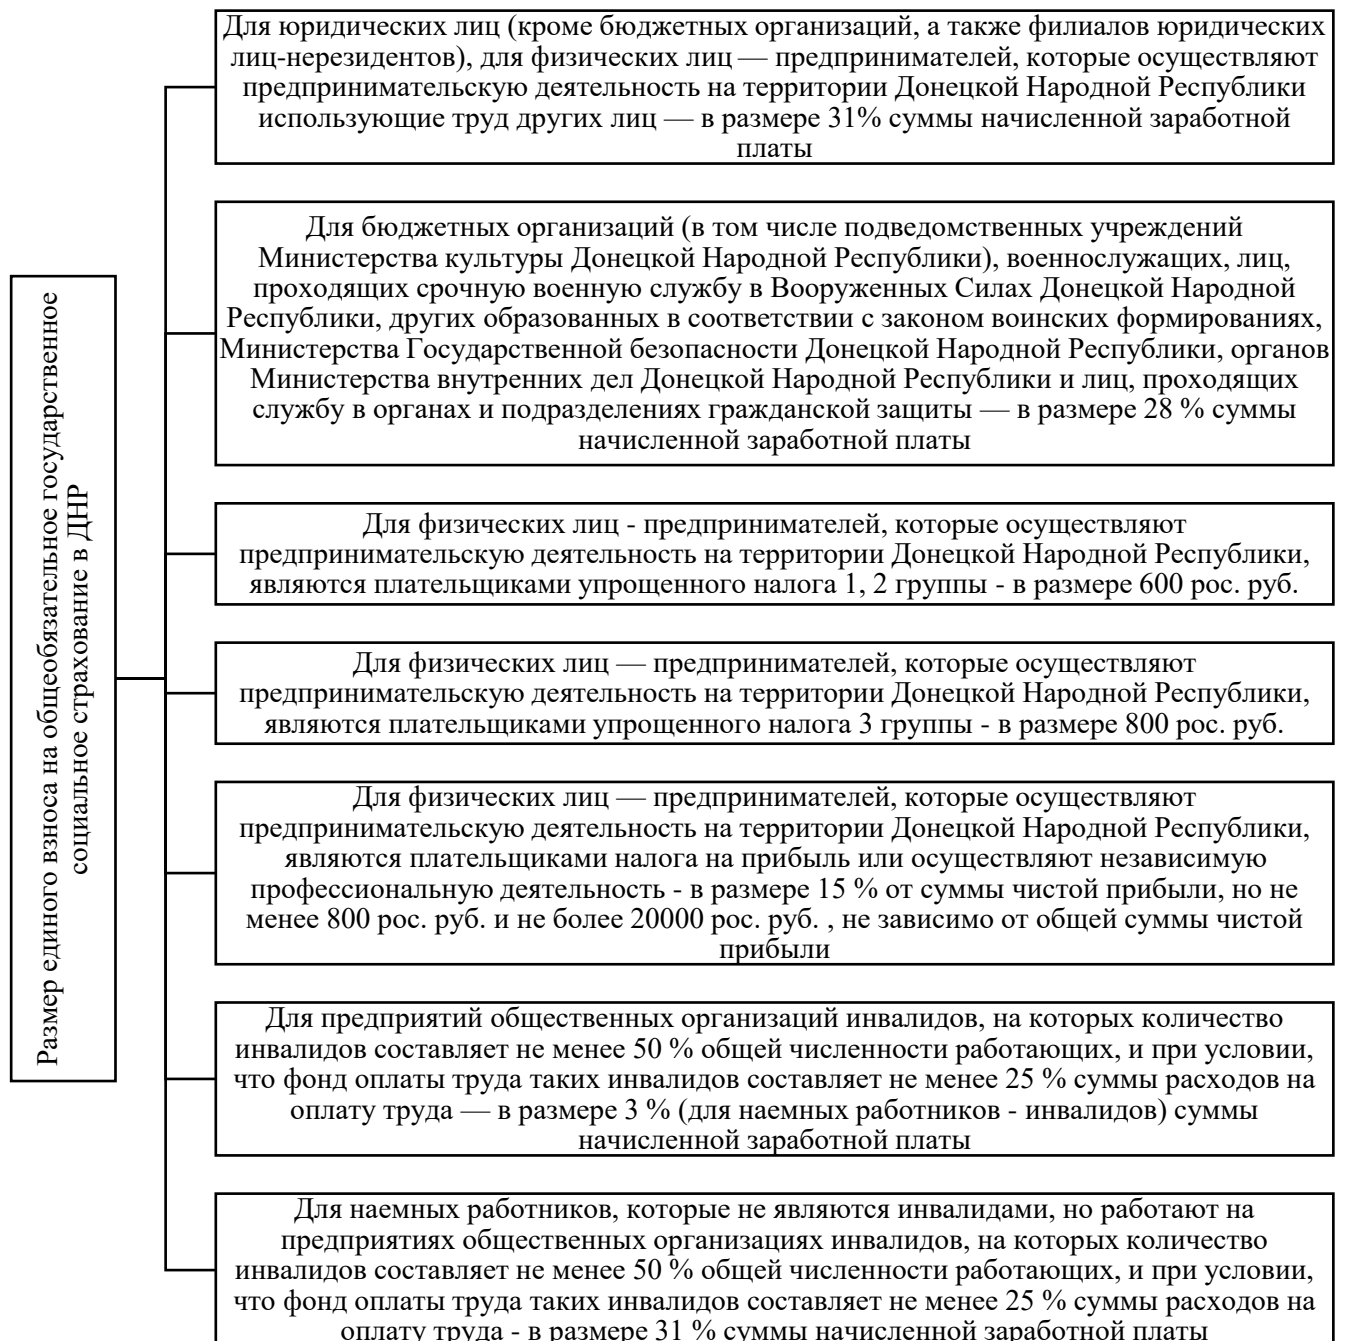 Размер единого взноса на общеобязательное государственное
социальное страхование в ДНР
Для юридических лиц (кроме бюджетных организаций, а также филиалов юридических
лиц-нерезидентов), для физических лиц — предпринимателей, которые осуществляют
предпринимательскую деятельность на территории Донецкой Народной Республики
использующие труд других лиц — в размере 31% суммы начисленной заработной
платы
Для бюджетных организаций (в том числе подведомственных учреждений
Министерства культуры Донецкой Народной Республики), военнослужащих, лиц,
проходящих срочную военную службу в Вооруженных Силах Донецкой Народной
Республики, других образованных в соответствии с законом воинских формированиях,
Министерства Государственной безопасности Донецкой Народной Республики, органов
Министерства внутренних дел Донецкой Народной Республики и лиц, проходящих
службу в органах и подразделениях гражданской защиты — в размере 28 % суммы
начисленной заработной платы
Для физических лиц - предпринимателей, которые осуществляют
предпринимательскую деятельность на территории Донецкой Народной Республики,
являются плательщиками упрощенного налога 1, 2 группы - в размере 600 рос. руб.
Для физических лиц — предпринимателей, которые осуществляют
предпринимательскую деятельность на территории Донецкой Народной Республики,
являются плательщиками упрощенного налога 3 группы - в размере 800 рос. руб.
Для физических лиц — предпринимателей, которые осуществляют
предпринимательскую деятельность на территории Донецкой Народной Республики,
являются плательщиками налога на прибыль или осуществляют независимую
профессиональную деятельность - в размере 15 % от суммы чистой прибыли, но не
менее 800 рос. руб. и не более 20000 рос. руб. , не зависимо от общей суммы чистой
прибыли
Для предприятий общественных организаций инвалидов, на которых количество
инвалидов составляет не менее 50 % общей численности работающих, и при условии,
что фонд оплаты труда таких инвалидов составляет не менее 25 % суммы расходов на
оплату труда — в размере 3 % (для наемных работников - инвалидов) суммы
начисленной заработной платы
Для наемных работников, которые не являются инвалидами, но работают на
предприятиях общественных организациях инвалидов, на которых количество
инвалидов составляет не менее 50 % общей численности работающих, и при условии,
что фонд оплаты труда таких инвалидов составляет не менее 25 % суммы расходов на
оплату труда - в размере 31 % суммы начисленной заработной платы